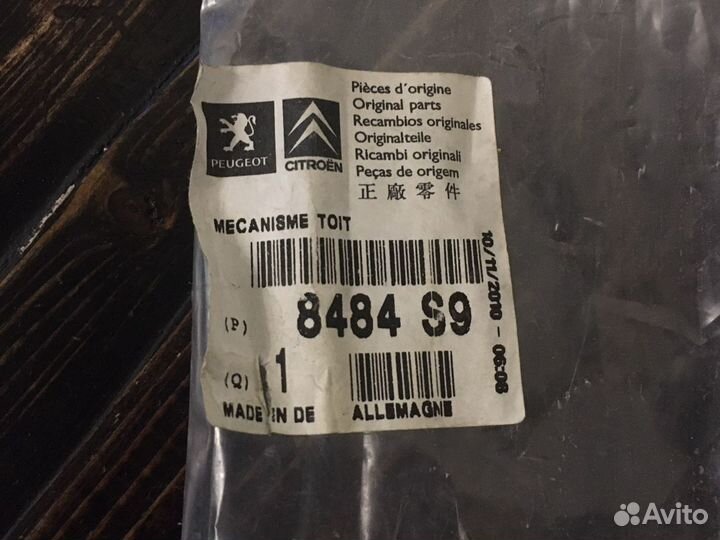 Pièces d'origine
Original parts
Recambios originales
Originalteile
Ricambi originali
Peças de origem
正廠零件
PEUGEOT
CITROËN
MECANISME TOIT
10/11/2010 - 06:08
(P) 8484 S9
(Q) 1
MADE IN DE ALLEMAGNE
Avito